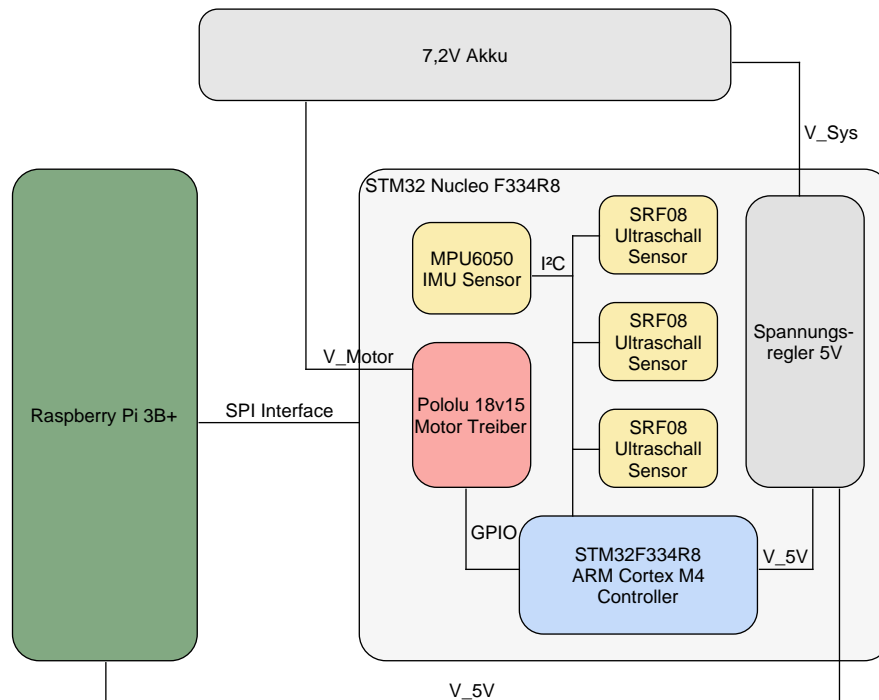 7,2V Akku
V_Sys
STM32 Nucleo F334R8
SRF08
Ultraschall
Sensor
MPU6050
IMU Sensor
I²C
SRF08
Ultraschall
Sensor
Spannungs-
regler 5V
V_Motor
Raspberry Pi 3B+
SPI Interface
Pololu 18v15
Motor Treiber
SRF08
Ultraschall
Sensor
GPIO
STM32F334R8
ARM Cortex M4
Controller
V_5V
V_5V